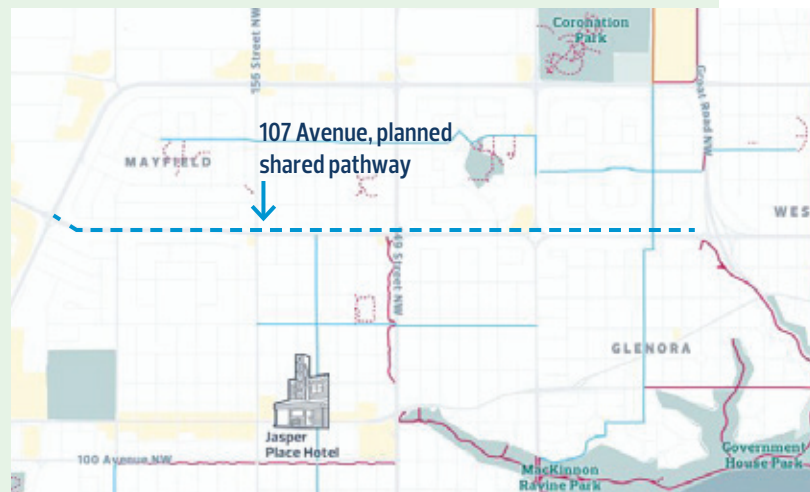 156 Street NW
Coronation
Park
Groat Road NW
107 Avenue, planned
shared pathway
MAYFIELD
WES
49 Street NW
GLENORA
Jasper
Place Hotel
100 Avenue NW
MacKinnon
Ravine Park
Government
House Park